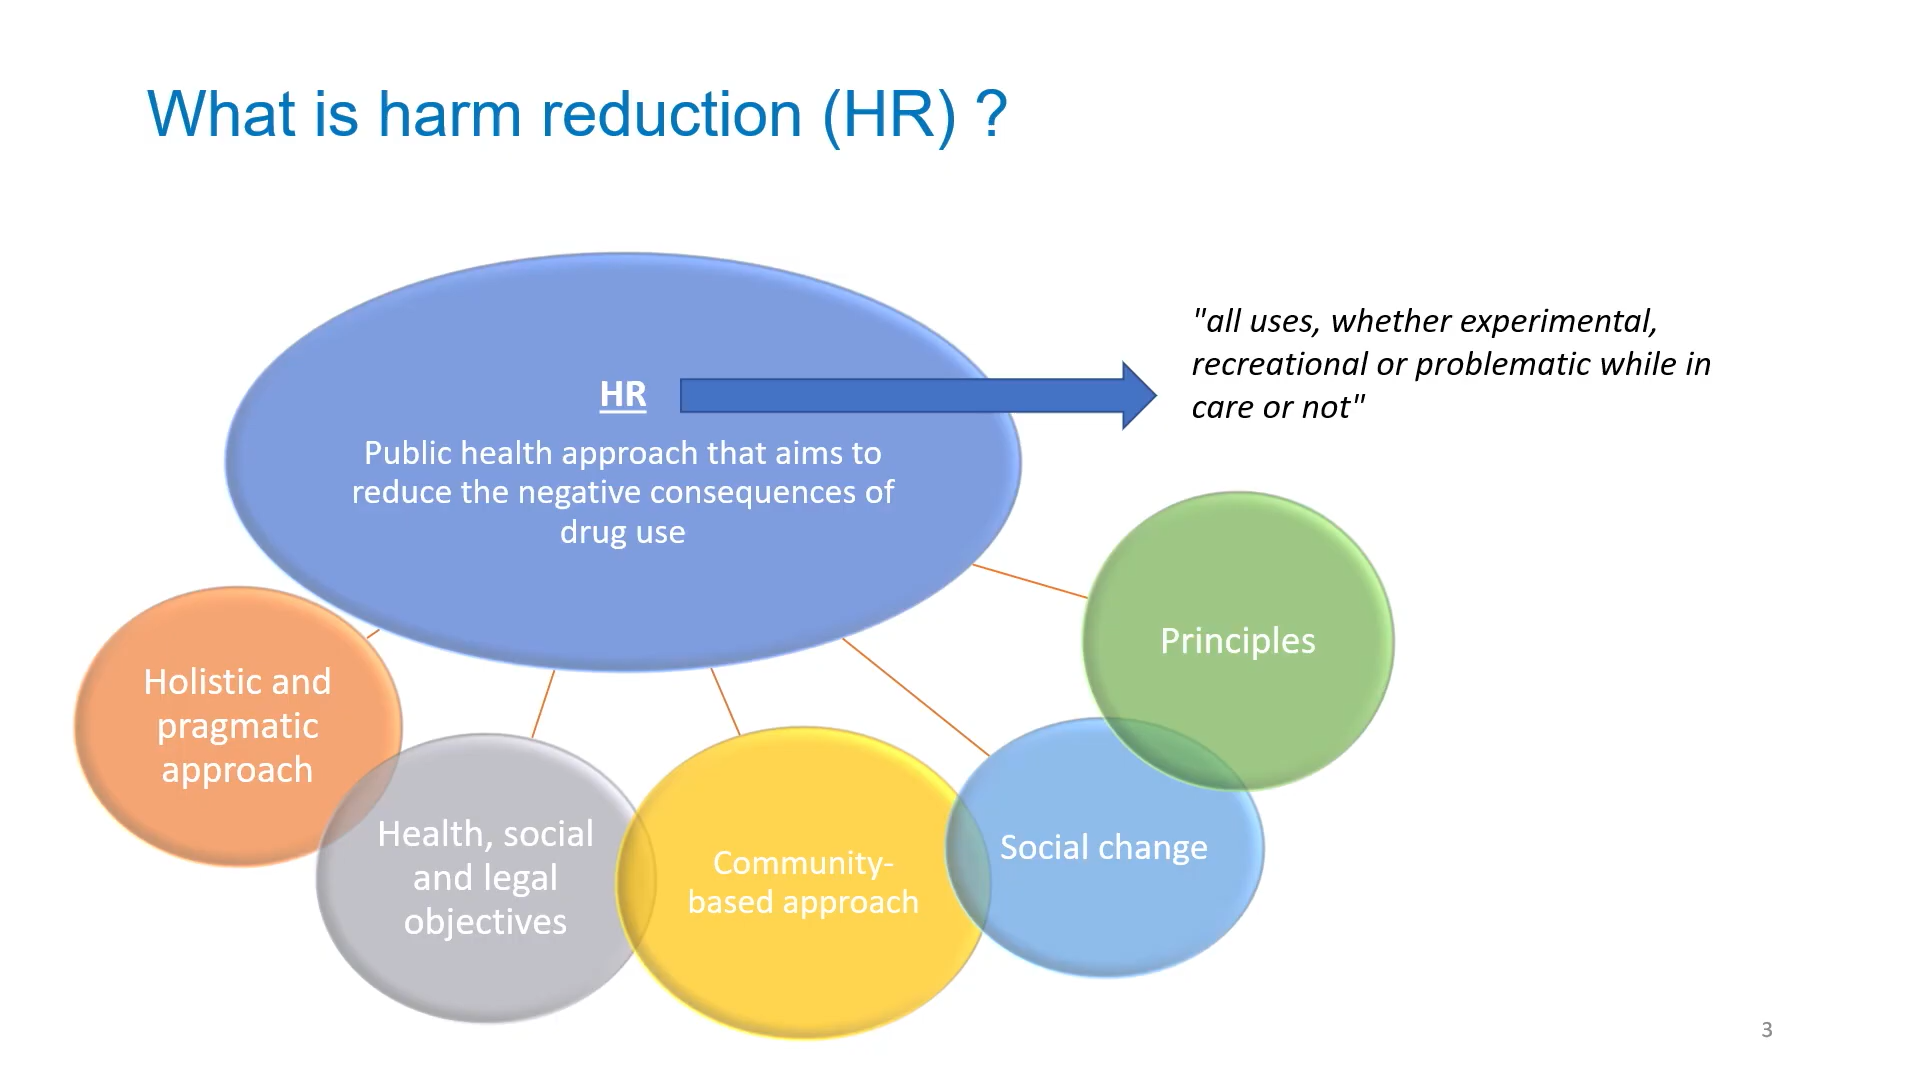 What is harm reduction (HR) ?
HR
Public health approach that aims to
reduce the negative consequences of
drug use
"all uses, whether experimental,
recreational or problematic while in
care or not"
Holistic and
pragmatic
approach
Health, social
and legal
objectives
Community-
based approach
Social change
Principles
3